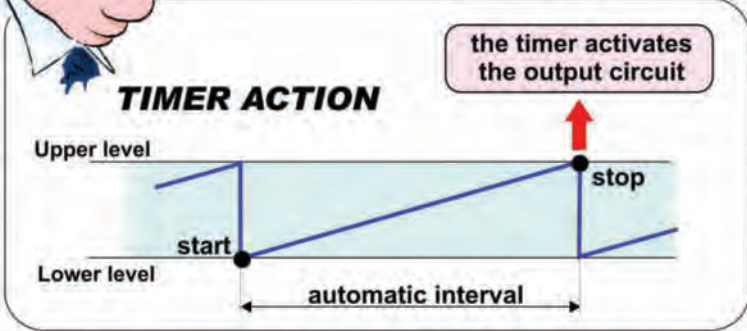 the timer activates
the output circuit
TIMER ACTION
Upper level
stop
start
Lower level
automatic interval